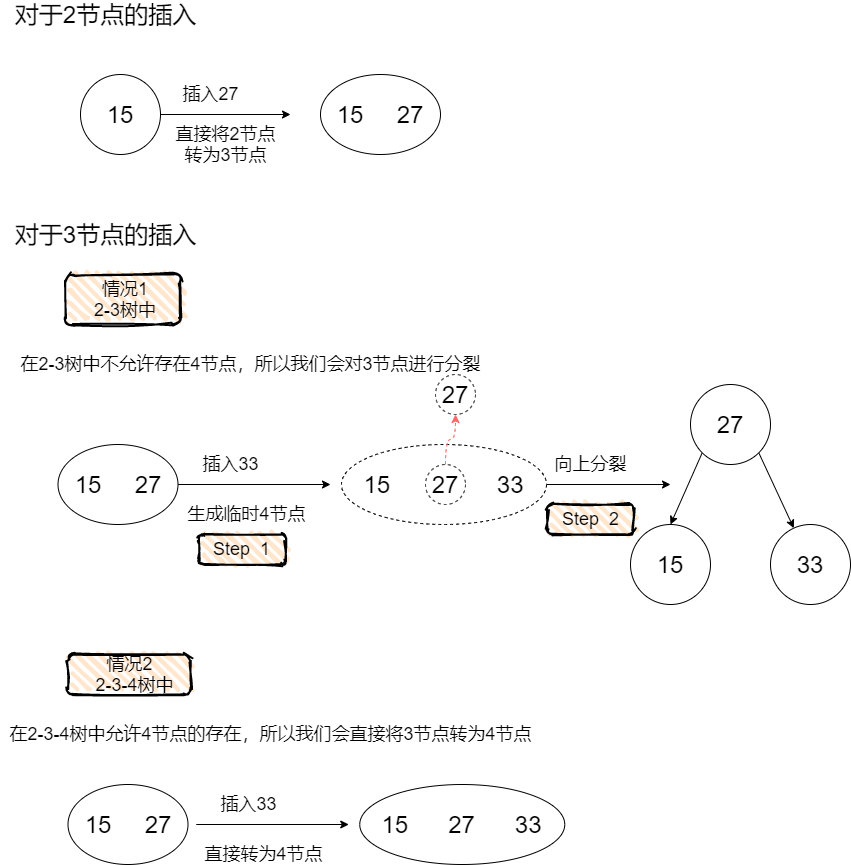 对于2节点的插入
15
插入27
直接将2节点
转为3节点
15 27
对于3节点的插入
情况1
2-3树中
在2-3树中不允许存在4节点，所以我们会对3节点进行分裂
27
15 27
插入33
生成临时4节点
Step 1
15 27 33
向上分裂
Step 2
27
15
33
情况2
2-3-4树中
在2-3-4树中允许4节点的存在，所以我们会直接将3节点转为4节点
15 27
插入33
直接转为4节点
15 27 33